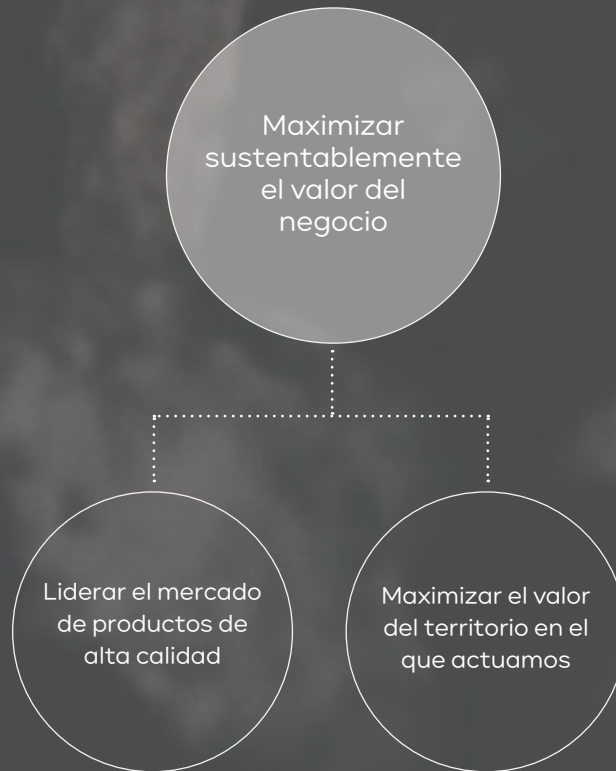 Maximizar
sustentablemente
el valor del
negocio
Liderar el mercado
de productos de
alta calidad
Maximizar el valor
del territorio en el
que actuamos